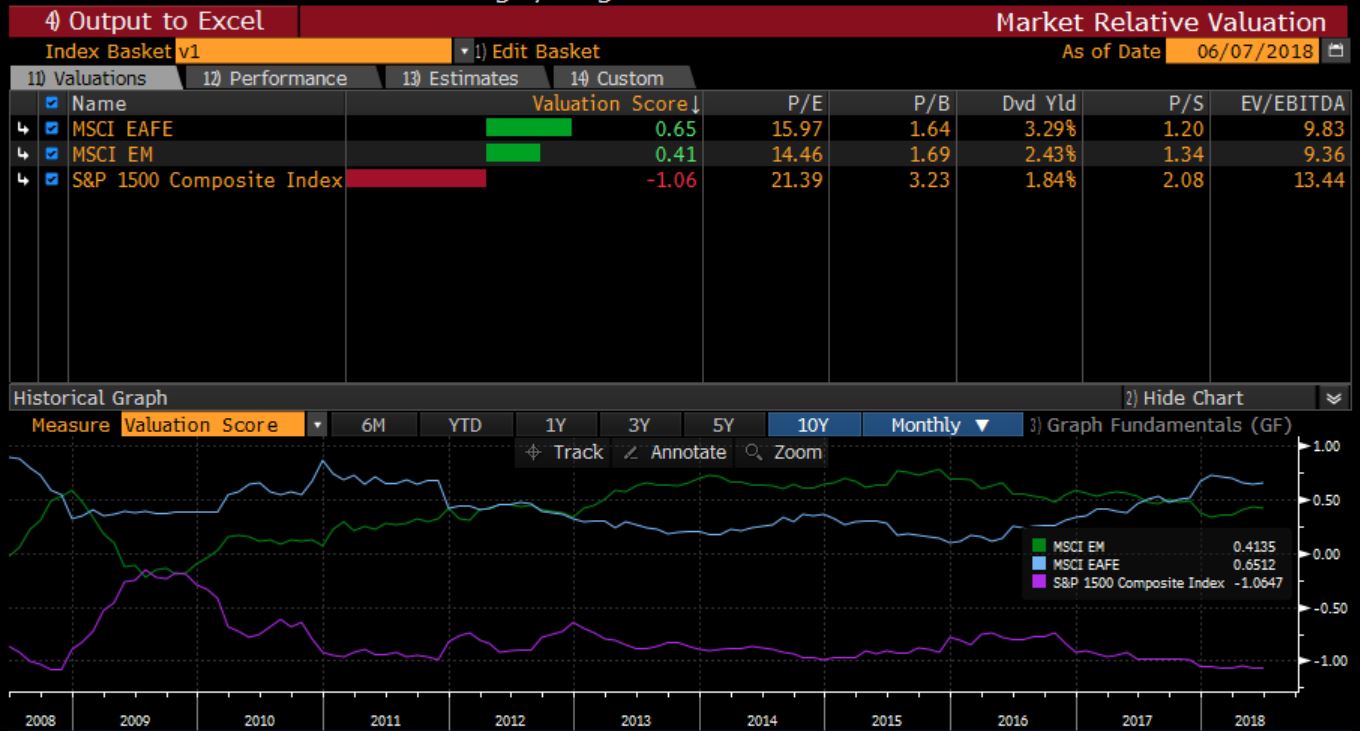 4) Output to Excel Market Relative Valuation
Index Basket v1 1) Edit Basket As of Date 06/07/2018
11) Valuations 12) Performance 13) Estimates 14) Custom
Name Valuation Score↓ P/E P/B Dvd Yld P/S EV/EBITDA
MSCI EAFE 0.65 15.97 1.64 3.29% 1.20 9.83
MSCI EM 0.41 14.46 1.69 2.43% 1.34 9.36
S&P 1500 Composite Index -1.06 21.39 3.23 1.84% 2.08 13.44
Historical Graph 2) Hide Chart
Measure Valuation Score 6M YTD 1Y 3Y 5Y 10Y Monthly ▼ 3) Graph Fundamentals (GF)
Track Annotate Zoom
1.00
0.50
0.00
MSCI EM 0.4135
MSCI EAFE 0.6512
S&P 1500 Composite Index -1.0647
-0.50
-1.00
2008 2009 2010 2011 2012 2013 2014 2015 2016 2017 2018